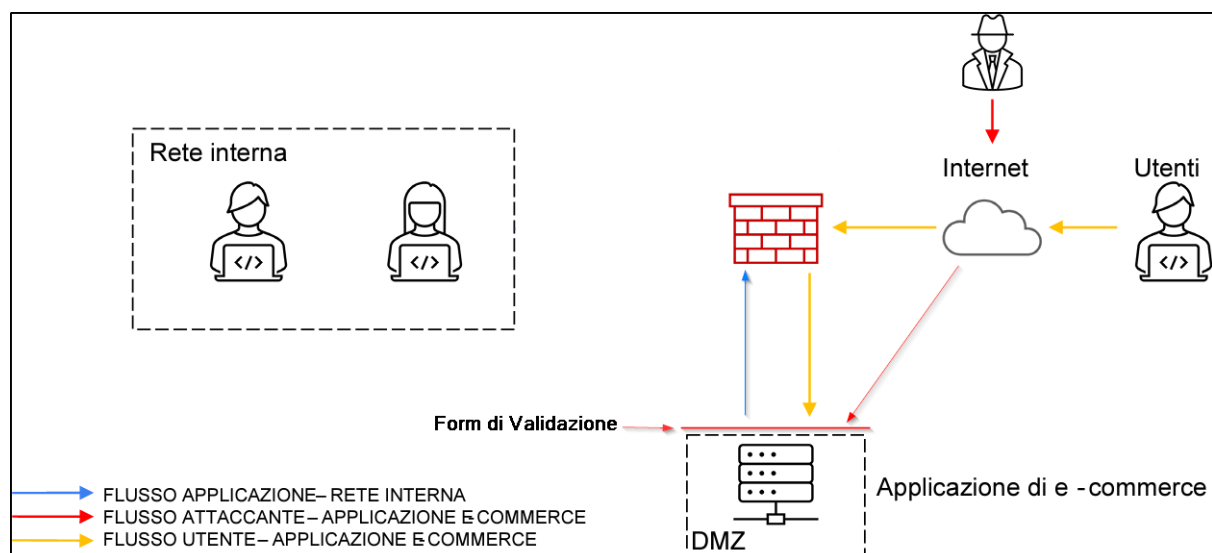 Rete interna
</>
</>
Internet
Utenti
</>
Form di Validazione
Applicazione di e -commerce
DMZ
FLUSSO APPLICAZIONE– RETE INTERNA
FLUSSO ATTACCANTE – APPLICAZIONE E-COMMERCE
FLUSSO UTENTE– APPLICAZIONE E-COMMERCE